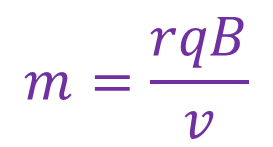 m = rqB / v